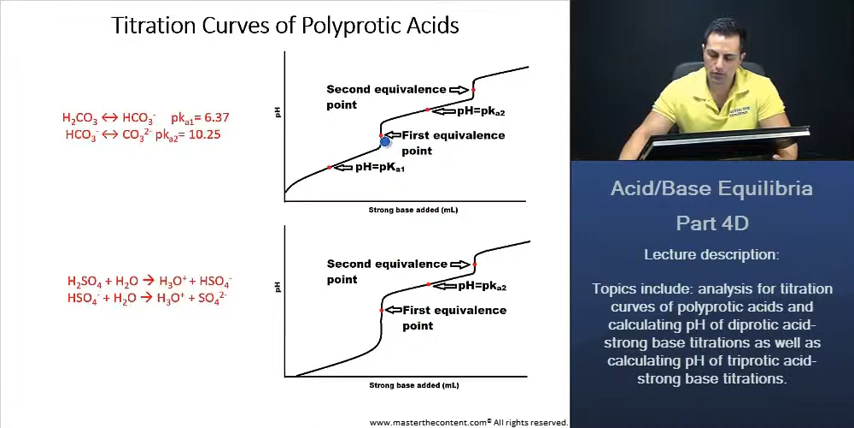 Titration Curves of Polyprotic Acids
H₂CO₃ ↔ HCO₃⁻ pkₐ₁= 6.37
HCO₃⁻ ↔ CO₃²⁻ pkₐ₂= 10.25
pH
Second equivalence
point
pH=pkₐ₂
First equivalence
point
pH=pKₐ₁
Strong base added (mL)
H₂SO₄ + H₂O → H₃O⁺ + HSO₄⁻
HSO₄⁻ + H₂O → H₃O⁺ + SO₄²⁻
pH
Second equivalence
point
pH=pkₐ₂
First equivalence
point
Strong base added (mL)
www.masterthecontent.com© All rights reserved.
Acid/Base Equilibria
Part 4D
Lecture description:
Topics include: analysis for titration
curves of polyprotic acids and
calculating pH of diprotic acid-
strong base titrations as well as
calculating pH of triprotic acid-
strong base titrations.